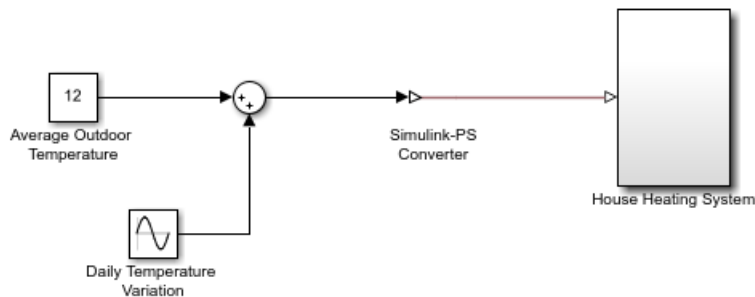 12
Average Outdoor
Temperature
+
+
Simulink-PS
Converter
House Heating System
Daily Temperature
Variation